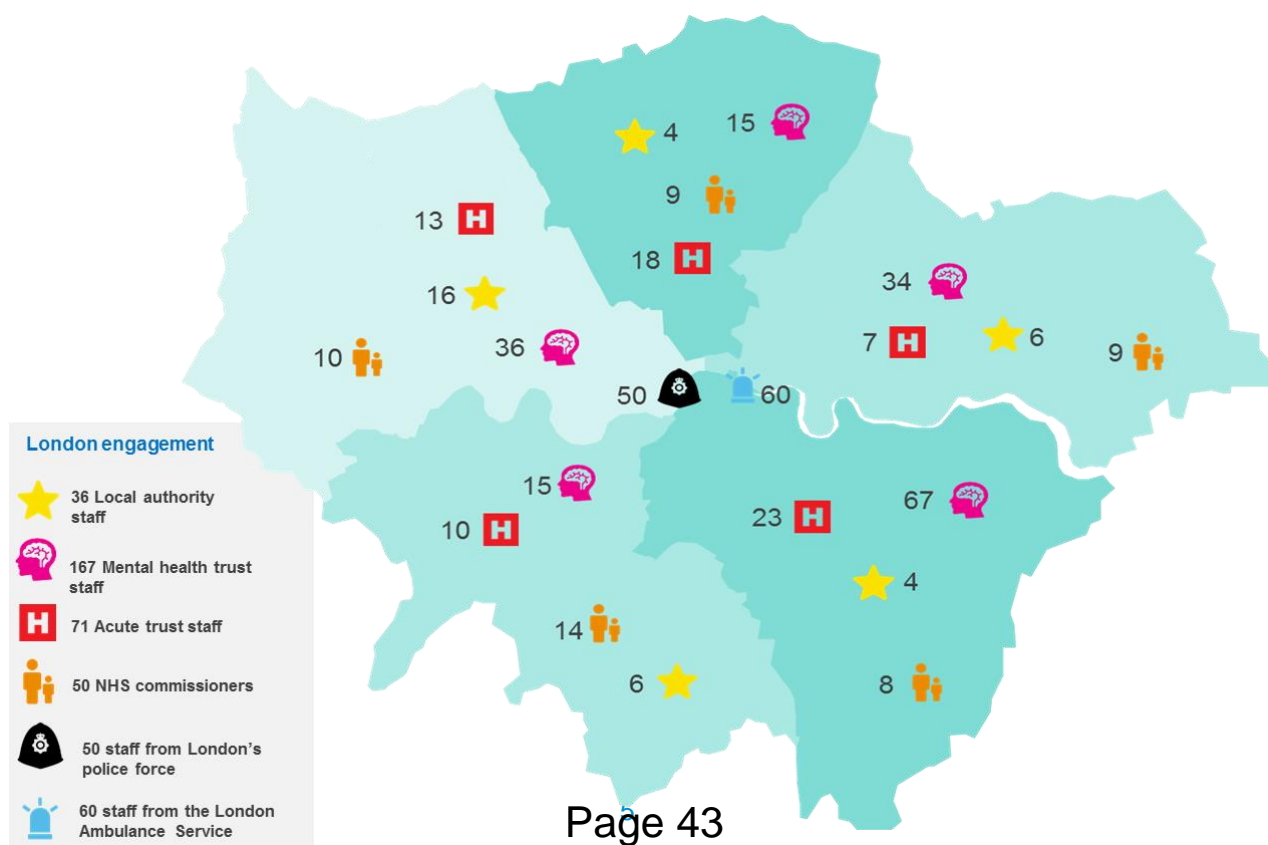 4
15
9
13
18
16
34
7
6
9
10
36
50
60
London engagement
36 Local authority
staff
167 Mental health trust
staff
71 Acute trust staff
50 NHS commissioners
50 staff from London's
police force
60 staff from the London
Ambulance Service
15
10
23
67
4
14
6
8
5
Page 43